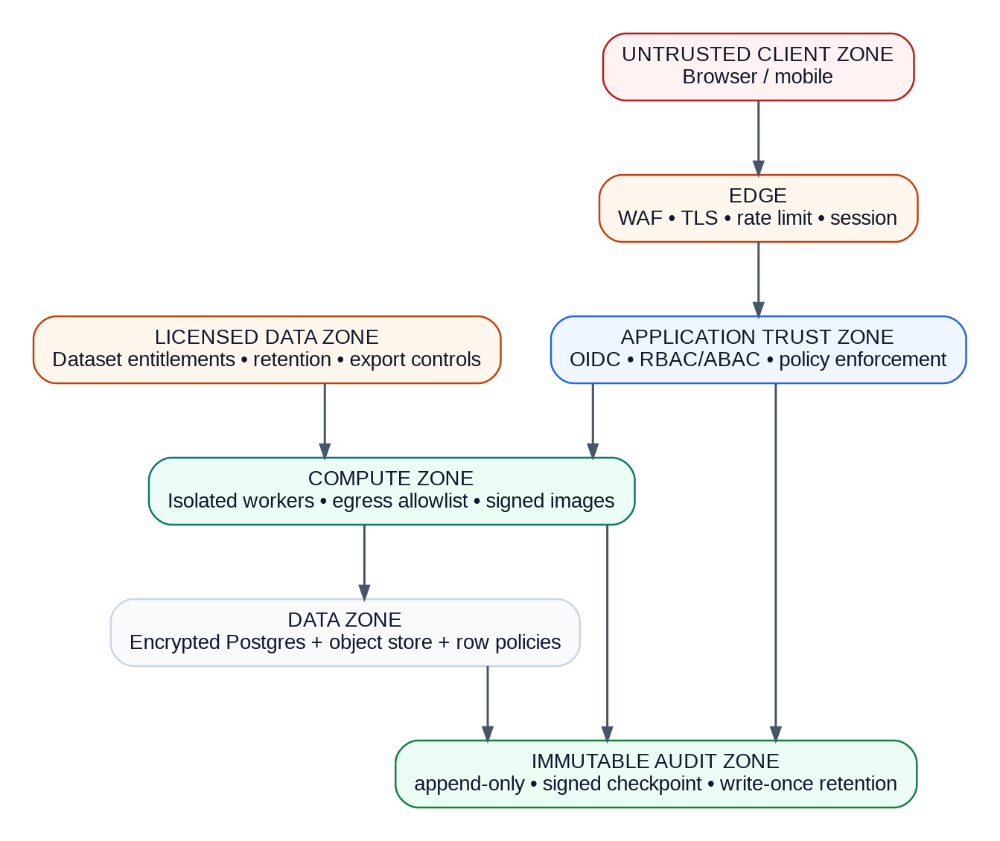 UNTRUSTED CLIENT ZONE
Browser / mobile
EDGE
WAF • TLS • rate limit • session
LICENSED DATA ZONE
Dataset entitlements • retention • export controls
APPLICATION TRUST ZONE
OIDC • RBAC/ABAC • policy enforcement
COMPUTE ZONE
Isolated workers • egress allowlist • signed images
DATA ZONE
Encrypted Postgres + object store + row policies
IMMUTABLE AUDIT ZONE
append-only • signed checkpoint • write-once retention